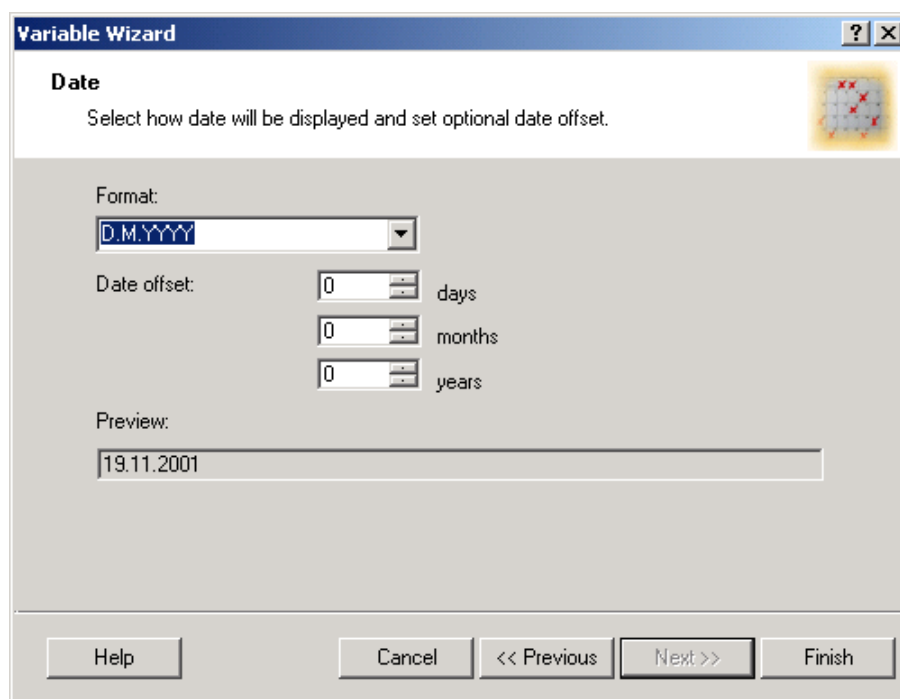 Variable Wizard
Date
Select how date will be displayed and set optional date offset.
Format:
D.M.YYYY
Date offset:
0 days
0 months
0 years
Preview:
19.11.2001
Help Cancel << Previous Next >> Finish